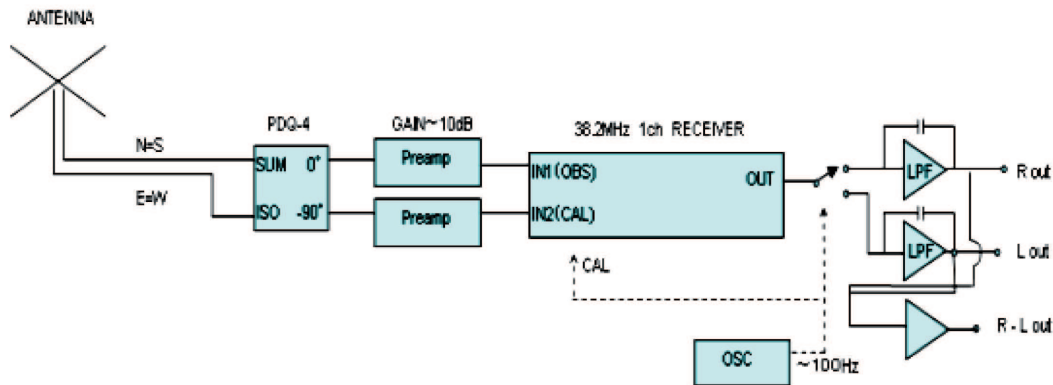 ANTENNA
PDQ-4
GAIN~10dB
38.2MHz 1ch RECEIVER
N=S
SUM 0°
Preamp
IN1(OBS)
OUT
LPF
R out
E=W
ISO -90°
Preamp
IN2(CAL)
LPF
L out
CAL
R - L out
OSC
~100Hz